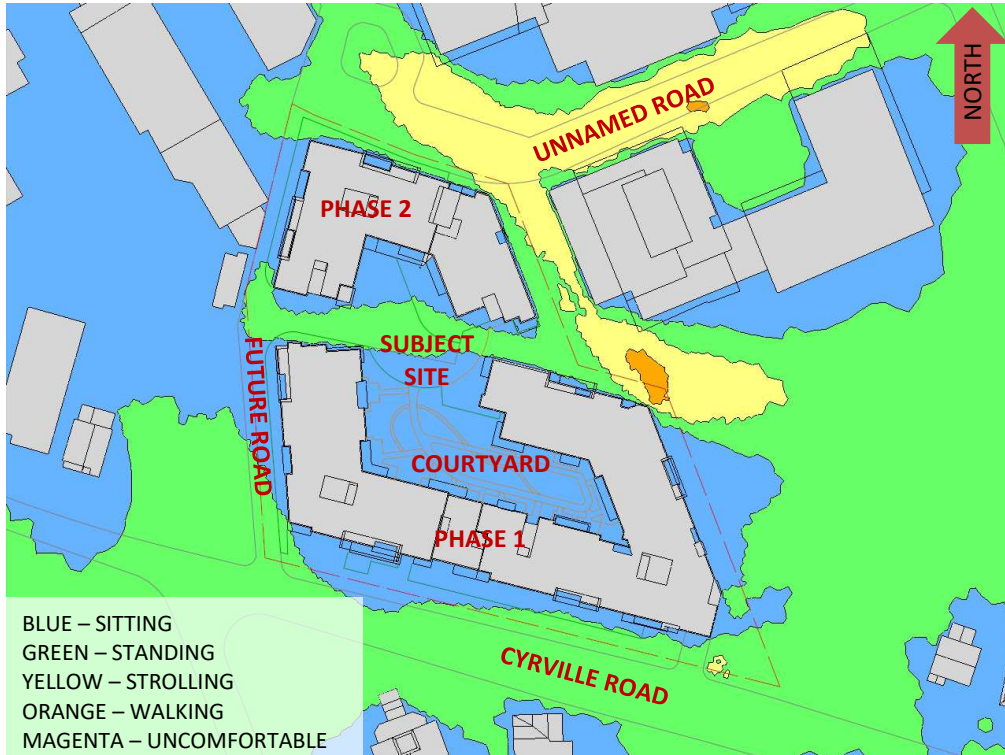 NORTH
UNNAMED ROAD
PHASE 2
SUBJECT
SITE
FUTURE ROAD
COURTYARD
PHASE 1
CYRVILLE ROAD
BLUE – SITTING
GREEN – STANDING
YELLOW – STROLLING
ORANGE – WALKING
MAGENTA – UNCOMFORTABLE